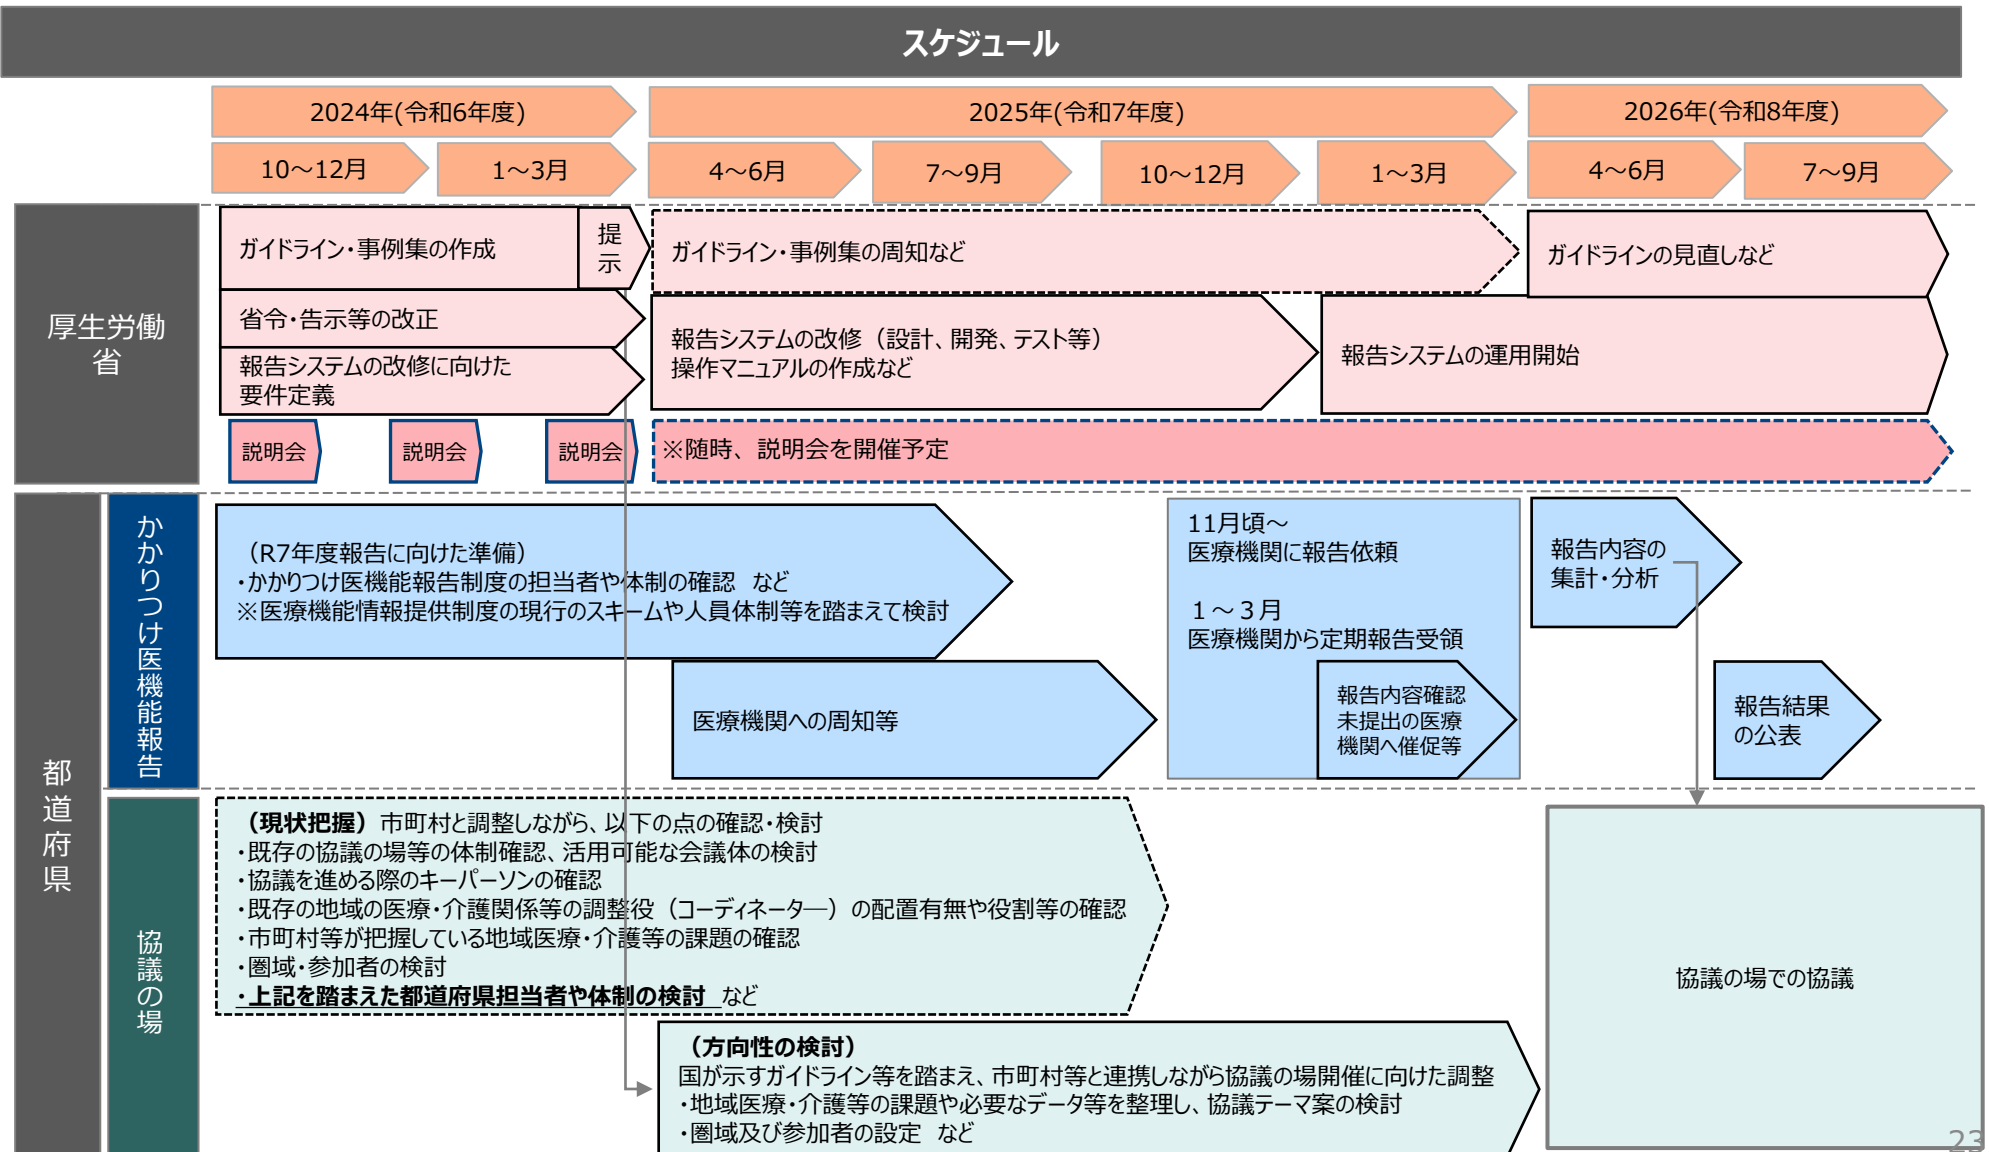 スケジュール
2024年(令和6年度)
2025年(令和7年度)
2026年(令和8年度)
10～12月
1～3月
4～6月
7～9月
10～12月
1～3月
4～6月
7～9月
厚生労働
省
ガイドライン・事例集の作成
提
示
ガイドライン・事例集の周知など
ガイドラインの見直しなど
省令・告示等の改正
報告システムの改修に向けた
要件定義
報告システムの改修（設計、開発、テスト等）
操作マニュアルの作成など
報告システムの運用開始
説明会
説明会
説明会
※随時、説明会を開催予定
都道府県
かかりつけ医機能報告
（R7年度報告に向けた準備）
・かかりつけ医機能報告制度の担当者や体制の確認　など
※医療機能情報提供制度の現行のスキームや人員体制等を踏まえて検討
医療機関への周知等
11月頃～
医療機関に報告依頼
１～３月
医療機関から定期報告受領
報告内容確認
未提出の医療
機関へ催促等
報告内容の
集計・分析
報告結果
の公表
協議の場
（現状把握）市町村と調整しながら、以下の点の確認・検討
・既存の協議の場等の体制確認、活用可能な会議体の検討
・協議を進める際のキーパーソンの確認
・既存の地域の医療・介護関係等の調整役（コーディネーター）の配置有無や役割等の確認
・市町村等が把握している地域医療・介護等の課題の確認
・圏域・参加者の検討
・上記を踏まえた都道府県担当者や体制の検討　など
（方向性の検討）
国が示すガイドライン等を踏まえ、市町村等と連携しながら協議の場開催に向けた調整
・地域医療・介護等の課題や必要なデータ等を整理し、協議テーマ案の検討
・圏域及び参加者の設定　など
協議の場での協議
23